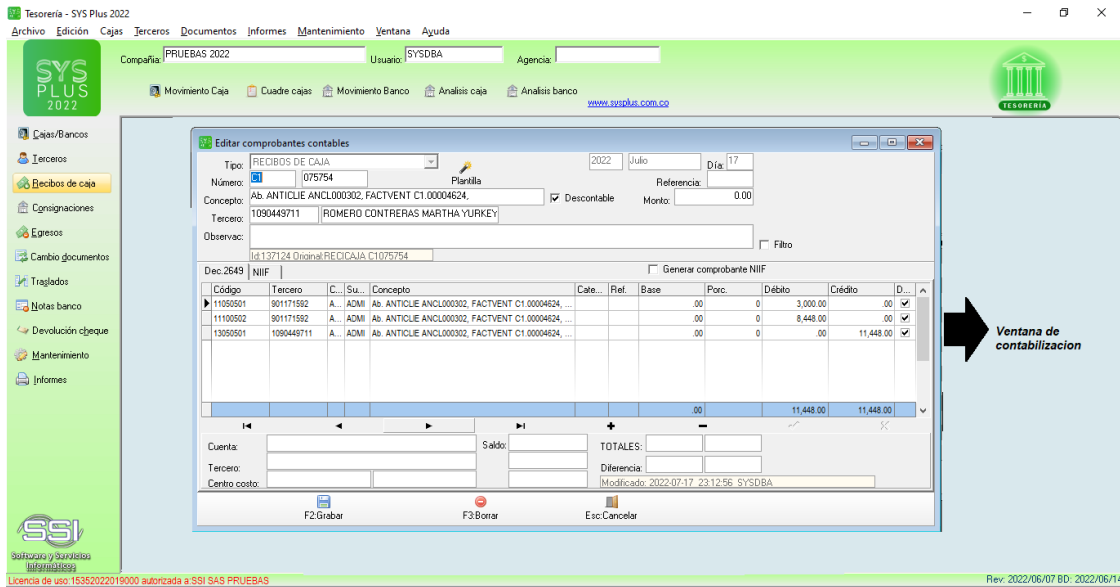 Tesorería - SYS Plus 2022
Archivo Edición Cajas Terceros Documentos Informes Mantenimiento Ventana Ayuda
SYS PLUS 2022
Compañia: PRUEBAS 2022 Usuario: SYSDBA Agencia:
Movimiento Caja Cuadre cajas Movimiento Banco Analisis caja Analisis banco
www.sysplus.com.co
TESORERÍA
Cajas/Bancos
Terceros
Recibos de caja
Consignaciones
Egresos
Cambio documentos
Traslados
Notas banco
Devolución cheque
Mantenimiento
Informes
Editar comprobantes contables
Tipo: RECIBOS DE CAJA 2022 Julio Día: 17
Número: C1 075754 Plantilla Referencia:
Concepto: Ab. ANTICLIE ANCL000302, FACTVENT C1.00004624, Descontable Monto: 0.00
Tercero: 1090449711 ROMERO CONTRERAS MARTHA YURKEY
Observac: Filtro
Id:137124 Original:RECICAJA C1075754
Dec.2649 NIIF Generar comprobante NIIF
Código Tercero C... Su... Concepto Cate... Ref. Base Porc. Débito Crédito D...
11050501 901171592 A... ADMI Ab. ANTICLIE ANCL000302, FACTVENT C1.00004624, ... .00 0 3,000.00 .00
11100502 901171592 A... ADMI Ab. ANTICLIE ANCL000302, FACTVENT C1.00004624, ... .00 0 8,448.00 .00
13050501 1090449711 A... ADMI Ab. ANTICLIE ANCL000302, FACTVENT C1.00004624, ... .00 0 .00 11,448.00
.00 11,448.00 11,448.00
Cuenta: Saldo: TOTALES:
Tercero: Diferencia:
Centro costo: Modificado: 2022-07-17 23:12:56 SYSDBA
F2:Grabar F3:Borrar Esc:Cancelar
Ventana de
contabilizacion
SSI
Software y Servicios
Informáticos
Licencia de uso:15352022019000 autorizada a:SSI SAS PRUEBAS
Rev: 2022/06/07 BD: 2022/06/1